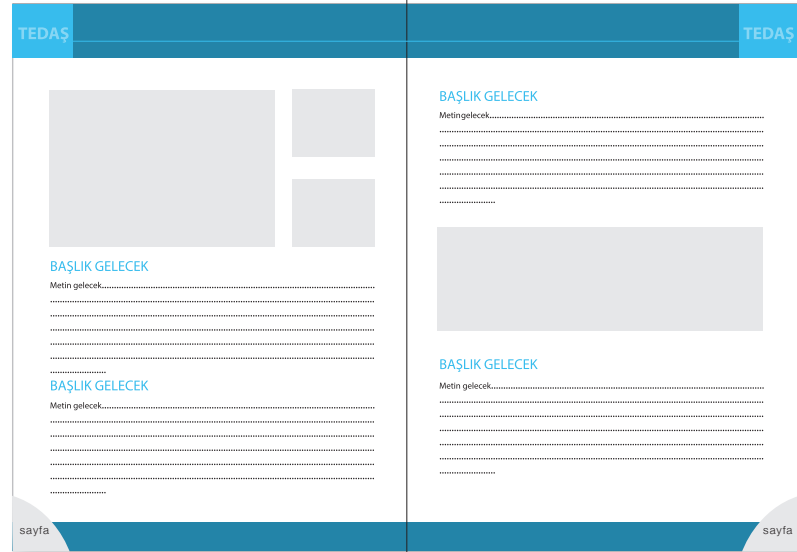 TEDAŞ
BAŞLIK GELECEK
Metin gelecek.............................................................................................................
..................................................................................................................................
..................................................................................................................................
..................................................................................................................................
..................................................................................................................................
..................................................................................................................................
......................
BAŞLIK GELECEK
Metin gelecek.............................................................................................................
..................................................................................................................................
..................................................................................................................................
..................................................................................................................................
..................................................................................................................................
..................................................................................................................................
......................
sayfa
TEDAŞ
BAŞLIK GELECEK
Metin gelecek.............................................................................................................
..................................................................................................................................
..................................................................................................................................
..................................................................................................................................
..................................................................................................................................
..................................................................................................................................
......................
BAŞLIK GELECEK
Metin gelecek.............................................................................................................
..................................................................................................................................
..................................................................................................................................
..................................................................................................................................
..................................................................................................................................
..................................................................................................................................
......................
sayfa